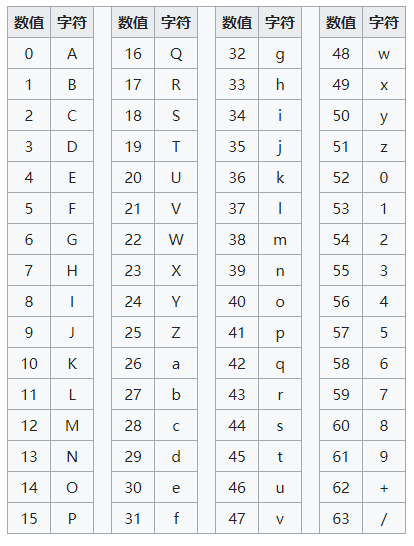 数值 字符 数值 字符 数值 字符 数值 字符
0 A 16 Q 32 g 48 w
1 B 17 R 33 h 49 x
2 C 18 S 34 i 50 y
3 D 19 T 35 j 51 z
4 E 20 U 36 k 52 0
5 F 21 V 37 l 53 1
6 G 22 W 38 m 54 2
7 H 23 X 39 n 55 3
8 I 24 Y 40 o 56 4
9 J 25 Z 41 p 57 5
10 K 26 a 42 q 58 6
11 L 27 b 43 r 59 7
12 M 28 c 44 s 60 8
13 N 29 d 45 t 61 9
14 O 30 e 46 u 62 +
15 P 31 f 47 v 63 /